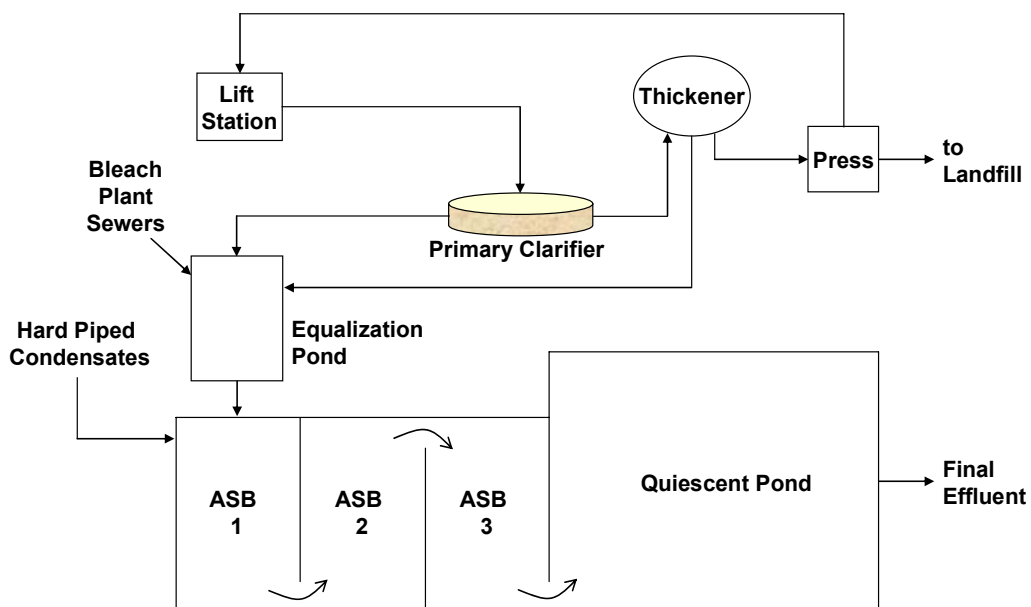 Lift
Station
Thickener
Press
to
Landfill
Bleach
Plant
Sewers
Primary Clarifier
Hard Piped
Condensates
Equalization
Pond
ASB
1
ASB
2
ASB
3
Quiescent Pond
Final
Effluent